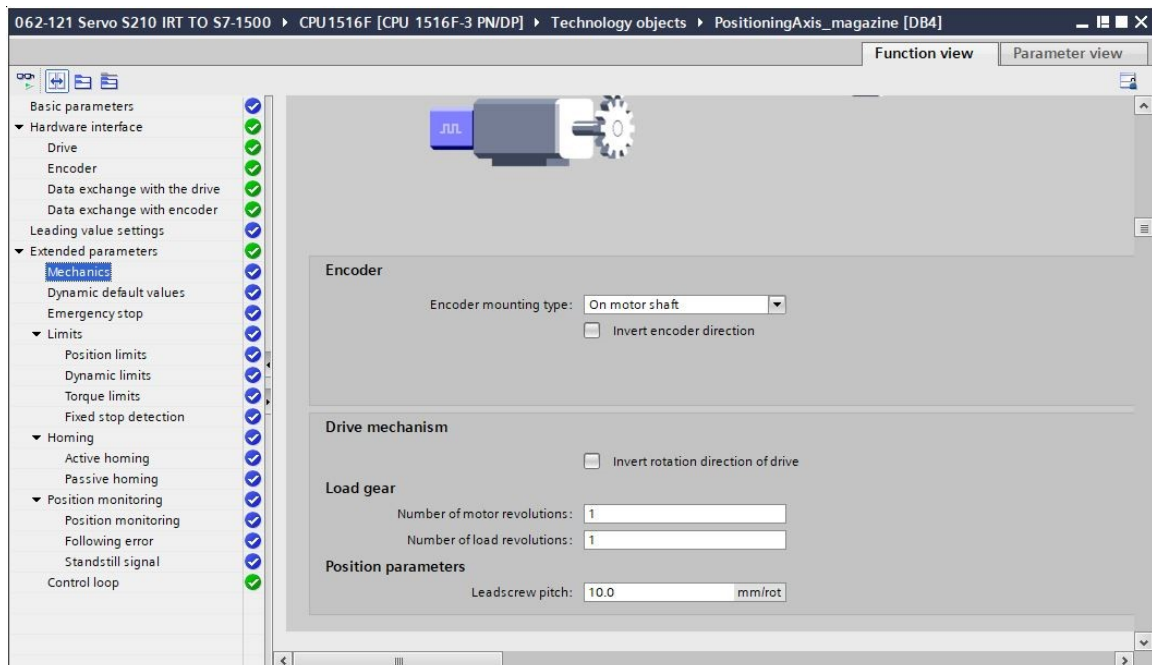 062-121 Servo S210 IRT TO S7-1500 ▸ CPU1516F [CPU 1516F-3 PN/DP] ▸ Technology objects ▸ PositioningAxis_magazine [DB4]
Function view
Parameter view
Basic parameters
Hardware interface
Drive
Encoder
Data exchange with the drive
Data exchange with encoder
Leading value settings
Extended parameters
Mechanics
Dynamic default values
Emergency stop
Limits
Position limits
Dynamic limits
Torque limits
Fixed stop detection
Homing
Active homing
Passive homing
Position monitoring
Position monitoring
Following error
Standstill signal
Control loop
Encoder
Encoder mounting type: On motor shaft
Invert encoder direction
Drive mechanism
Invert rotation direction of drive
Load gear
Number of motor revolutions: 1
Number of load revolutions: 1
Position parameters
Leadscrew pitch: 10.0 mm/rot